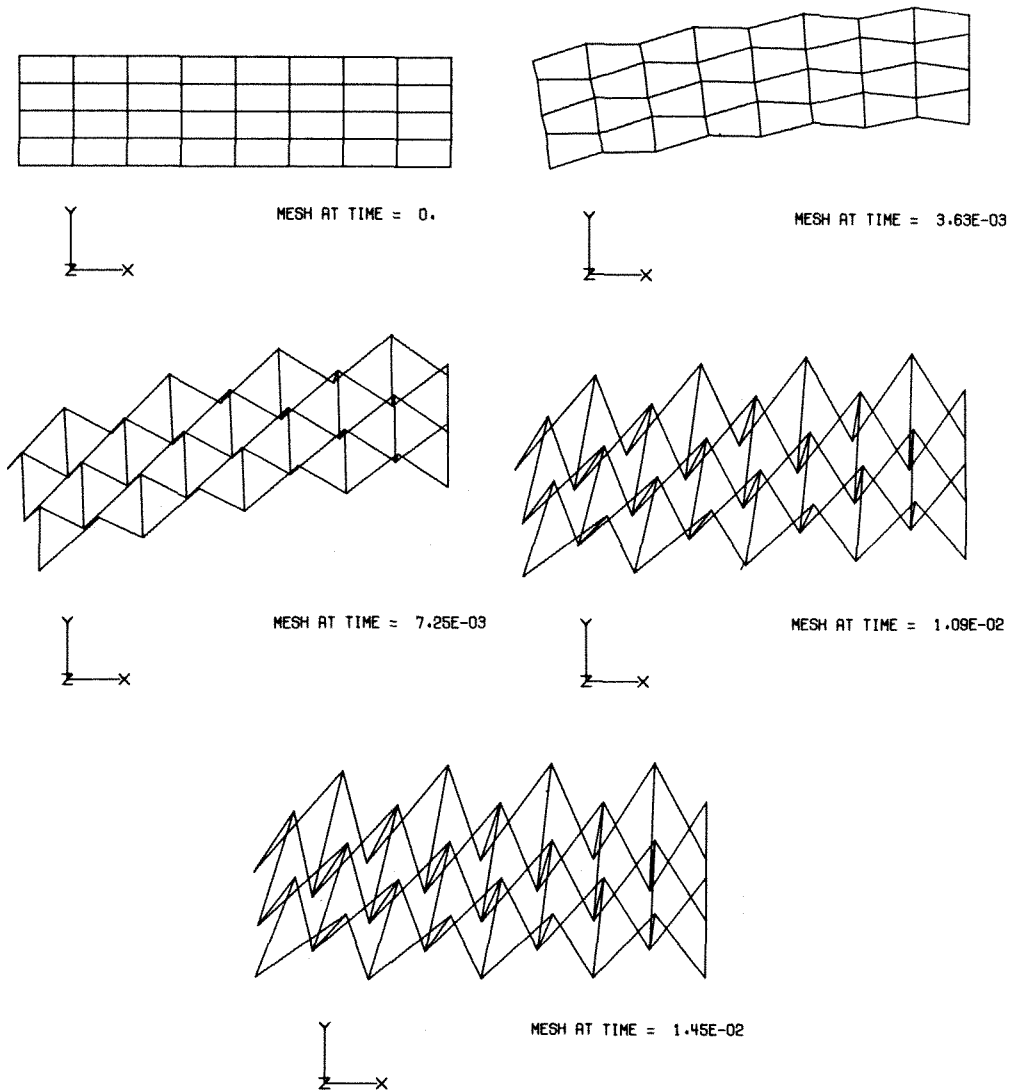 MESH AT TIME = 0.
Y
Z X
MESH AT TIME = 3.63E-03
Y
Z X
MESH AT TIME = 7.25E-03
Y
Z X
MESH AT TIME = 1.09E-02
Y
Z X
MESH AT TIME = 1.45E-02
Y
Z X